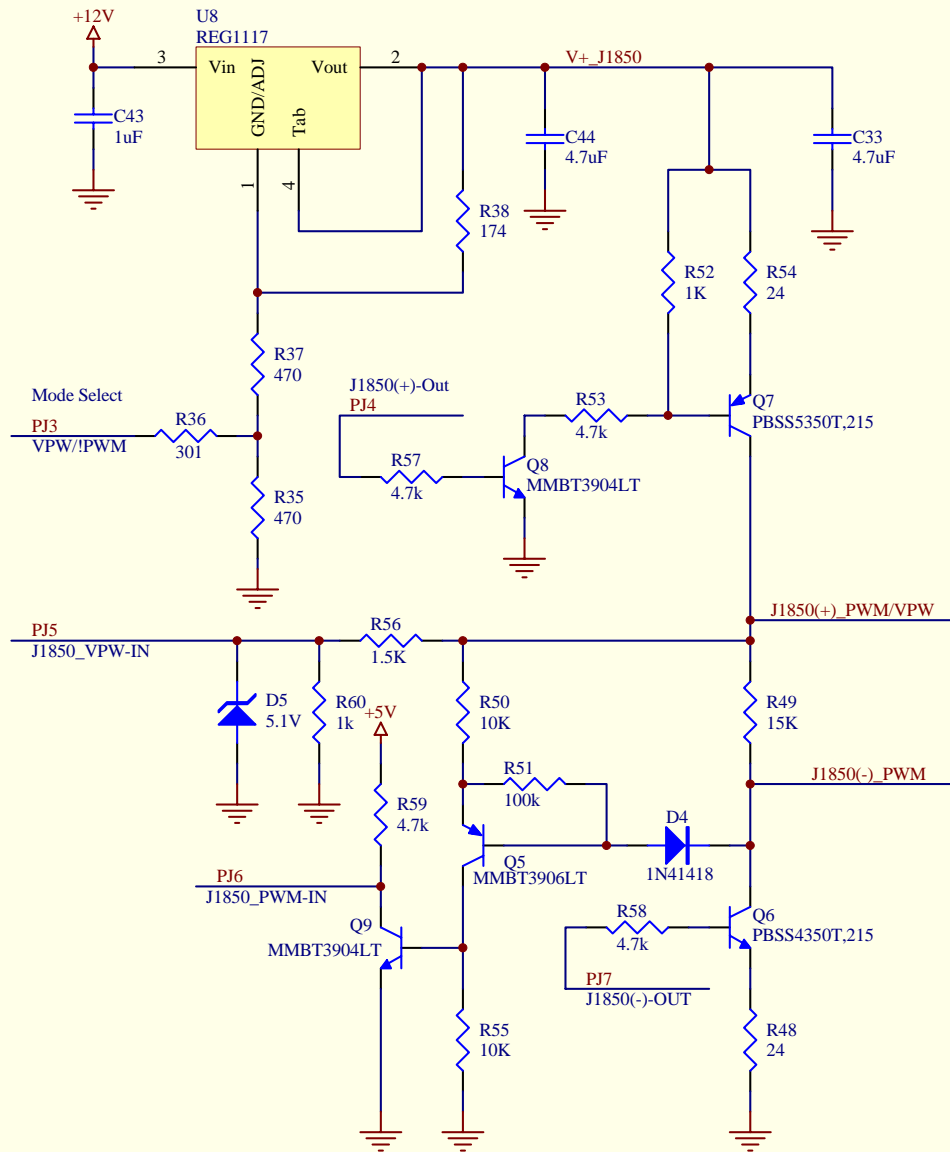 +12V
U8
REG1117
3
Vin
Vout
2
V+_J1850
GND/ADJ
Tab
1
4
C43
1uF
C44
4.7uF
C33
4.7uF
R38
174
R52
1K
R54
24
R37
470
Mode Select
PJ3
VPW/!PWM
R36
301
J1850(+)-Out
PJ4
R53
4.7k
Q7
PBSS5350T,215
R57
4.7k
Q8
MMBT3904LT
R35
470
J1850(+)_PWM/VPW
PJ5
J1850_VPW-IN
R56
1.5K
D5
5.1V
R60
1k
+5V
R50
10K
R49
15K
R59
4.7k
R51
100k
J1850(-)_PWM
D4
1N41418
Q5
MMBT3906LT
PJ6
J1850_PWM-IN
Q9
MMBT3904LT
R58
4.7k
Q6
PBSS4350T,215
PJ7
J1850(-)-OUT
R55
10K
R48
24